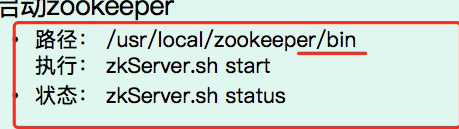 启动zookeeper
• 路径： /usr/local/zookeeper/bin
执行： zkServer.sh start
• 状态： zkServer.sh status